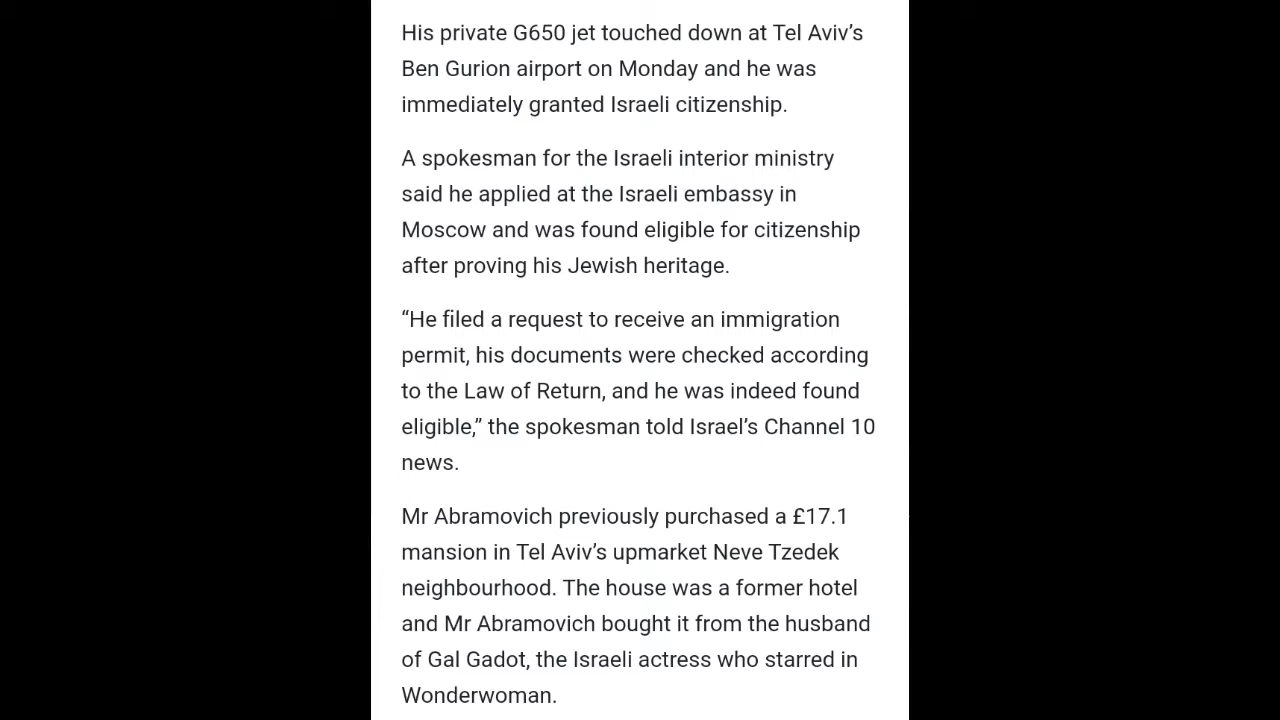 His private G650 jet touched down at Tel Aviv’s
Ben Gurion airport on Monday and he was
immediately granted Israeli citizenship.
A spokesman for the Israeli interior ministry
said he applied at the Israeli embassy in
Moscow and was found eligible for citizenship
after proving his Jewish heritage.
“He filed a request to receive an immigration
permit, his documents were checked according
to the Law of Return, and he was indeed found
eligible,” the spokesman told Israel’s Channel 10
news.
Mr Abramovich previously purchased a £17.1
mansion in Tel Aviv’s upmarket Neve Tzedek
neighbourhood. The house was a former hotel
and Mr Abramovich bought it from the husband
of Gal Gadot, the Israeli actress who starred in
Wonderwoman.